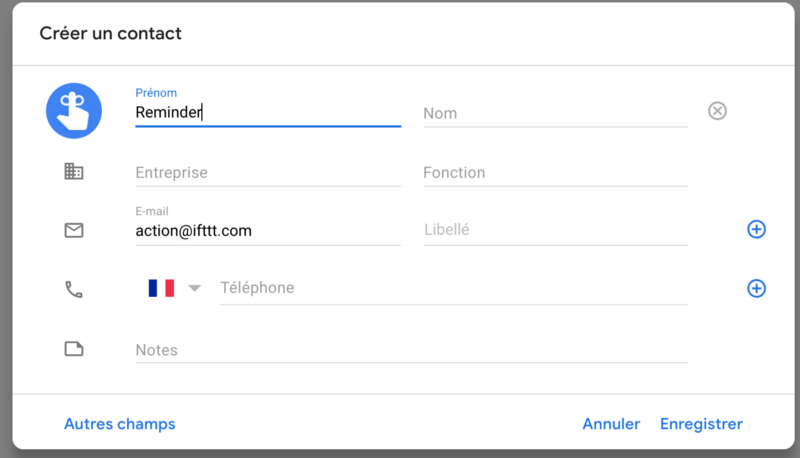 Créer un contact
Prénom
Reminder
Nom
Entreprise
Fonction
E-mail
action@ifttt.com
Libellé
Téléphone
Notes
Autres champs
Annuler
Enregistrer